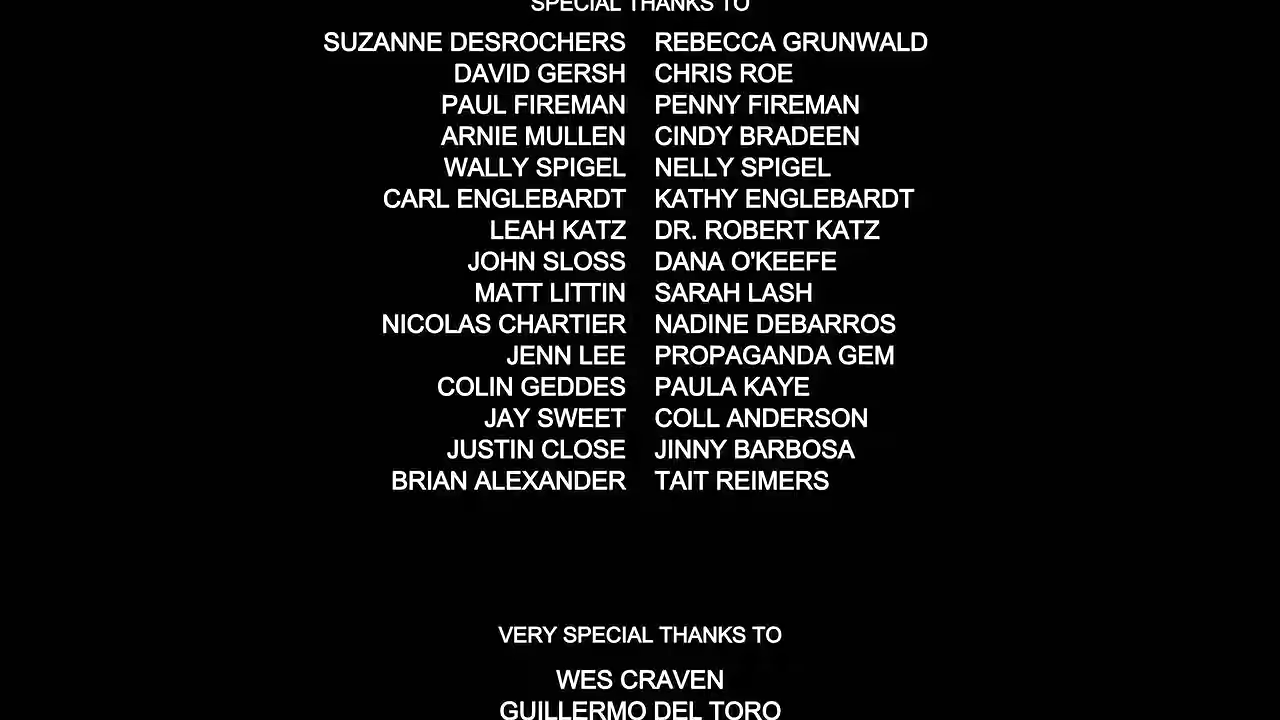 SPECIAL THANKS TO
SUZANNE DESROCHERS REBECCA GRUNWALD
DAVID GERSH CHRIS ROE
PAUL FIREMAN PENNY FIREMAN
ARNIE MULLEN CINDY BRADEEN
WALLY SPIGEL NELLY SPIGEL
CARL ENGLEBARDT KATHY ENGLEBARDT
LEAH KATZ DR. ROBERT KATZ
JOHN SLOSS DANA O'KEEFE
MATT LITTIN SARAH LASH
NICOLAS CHARTIER NADINE DEBARROS
JENN LEE PROPAGANDA GEM
COLIN GEDDES PAULA KAYE
JAY SWEET COLL ANDERSON
JUSTIN CLOSE JINNY BARBOSA
BRIAN ALEXANDER TAIT REIMERS
VERY SPECIAL THANKS TO
WES CRAVEN
GUILLERMO DEL TORO